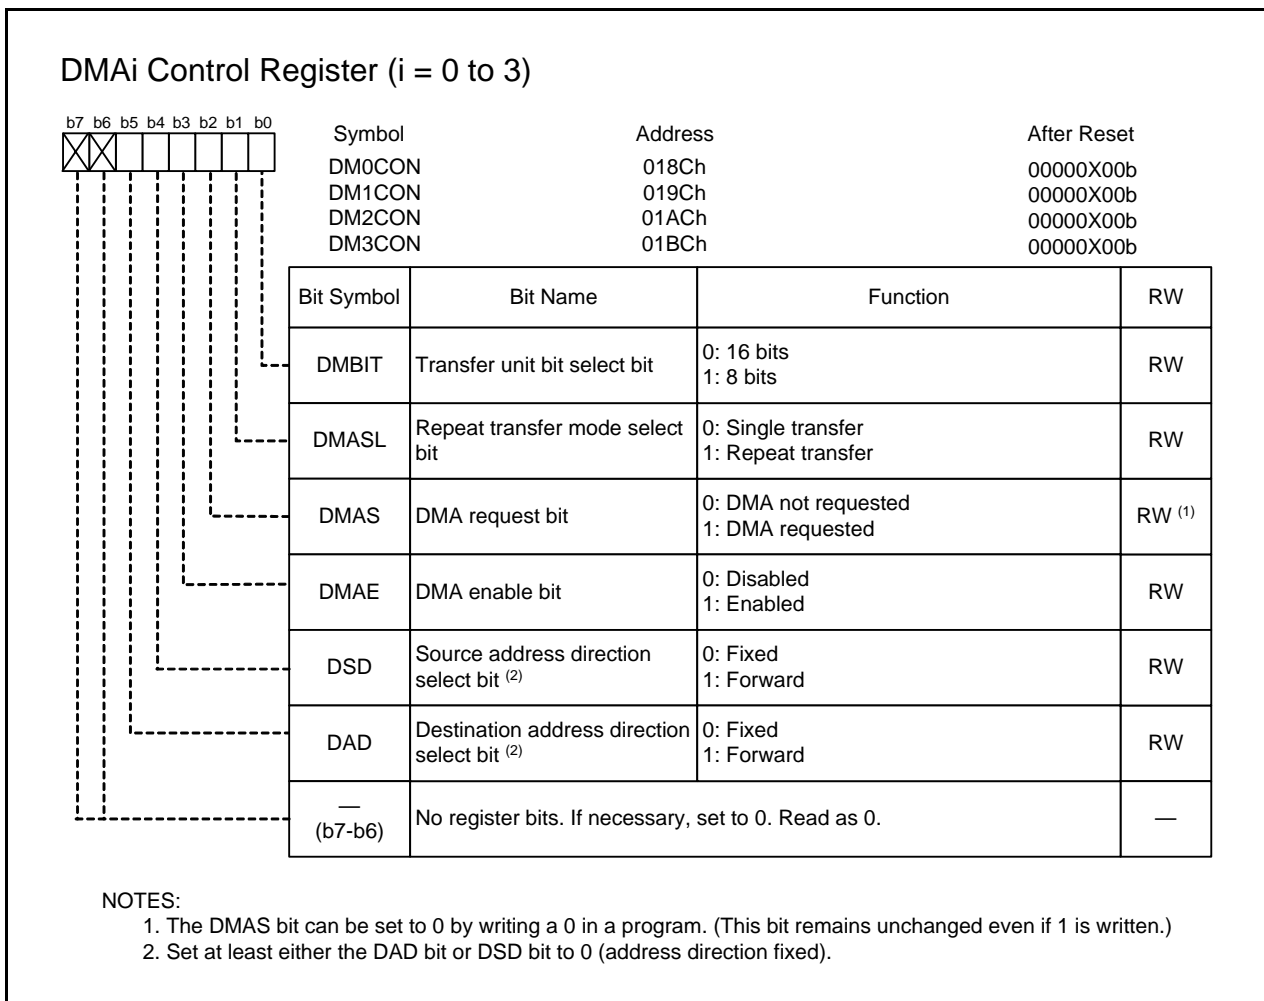 DMAi Control Register (i = 0 to 3)
b7 b6 b5 b4 b3 b2 b1 b0
Symbol Address After Reset
DM0CON 018Ch 00000X00b
DM1CON 019Ch 00000X00b
DM2CON 01ACh 00000X00b
DM3CON 01BCh 00000X00b
Bit Symbol Bit Name Function RW
DMBIT Transfer unit bit select bit 0: 16 bits RW
1: 8 bits
DMASL Repeat transfer mode select 0: Single transfer RW
bit 1: Repeat transfer
DMAS DMA request bit 0: DMA not requested RW (1)
1: DMA requested
DMAE DMA enable bit 0: Disabled RW
1: Enabled
DSD Source address direction 0: Fixed RW
select bit (2) 1: Forward
DAD Destination address direction 0: Fixed RW
select bit (2) 1: Forward
— No register bits. If necessary, set to 0. Read as 0. —
(b7-b6)
NOTES:
1. The DMAS bit can be set to 0 by writing a 0 in a program. (This bit remains unchanged even if 1 is written.)
2. Set at least either the DAD bit or DSD bit to 0 (address direction fixed).